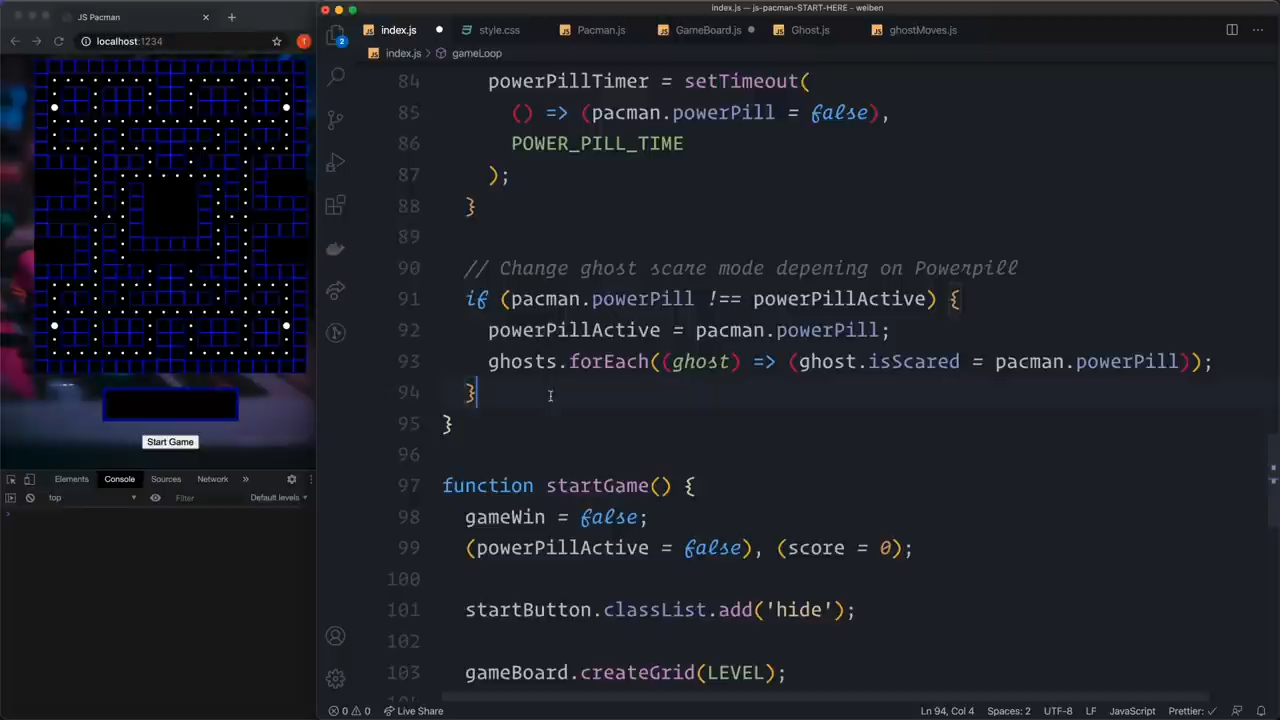 index.js — js-pacman-START-HERE — weiben
JS Pacman
localhost:1234
T
Start Game
Elements
Console
Sources
Network
»
top
Filter
Default levels
2
index.js
style.css
Pacman.js
GameBoard.js
Ghost.js
ghostMoves.js
index.js > gameLoop
84 powerPillTimer = setTimeout(
85 () => (pacman.powerPill = false),
86 POWER_PILL_TIME
87 );
88 }
89
90 // Change ghost scare mode depening on Powerpill
91 if (pacman.powerPill !== powerPillActive) {
92 powerPillActive = pacman.powerPill;
93 ghosts.forEach((ghost) => (ghost.isScared = pacman.powerPill));
94 }
95 }
96
97 function startGame() {
98 gameWin = false;
99 (powerPillActive = false), (score = 0);
100
101 startButton.classList.add('hide');
102
103 gameBoard.createGrid(LEVEL);
0 0 Live Share
Ln 94, Col 4
Spaces: 2
UTF-8
LF
JavaScript
Prettier: ✓